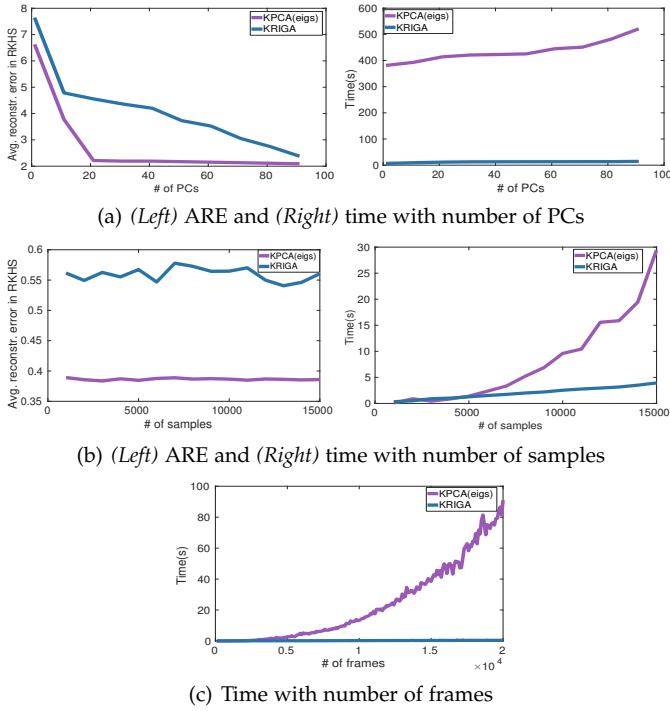 KPCA(eigs)
KRIGA
8
7
6
5
4
3
2
0 20 40 60 80 100
# of PCs
Avg. reconstr. error in RKHS
KPCA(eigs)
KRIGA
600
500
400
300
200
100
0
0 20 40 60 80 100
# of PCs
Time(s)
(a) (Left) ARE and (Right) time with number of PCs
KPCA(eigs)
KRIGA
0.6
0.55
0.5
0.45
0.4
0.35
0 5000 10000 15000
# of samples
Avg. reconstr. error in RKHS
KPCA(eigs)
KRIGA
30
25
20
15
10
5
0
0 5000 10000 15000
# of samples
Time(s)
(b) (Left) ARE and (Right) time with number of samples
KPCA(eigs)
KRIGA
100
80
60
40
20
0
0 0.5 1 1.5 2
# of frames
×10⁴
Time(s)
(c) Time with number of frames